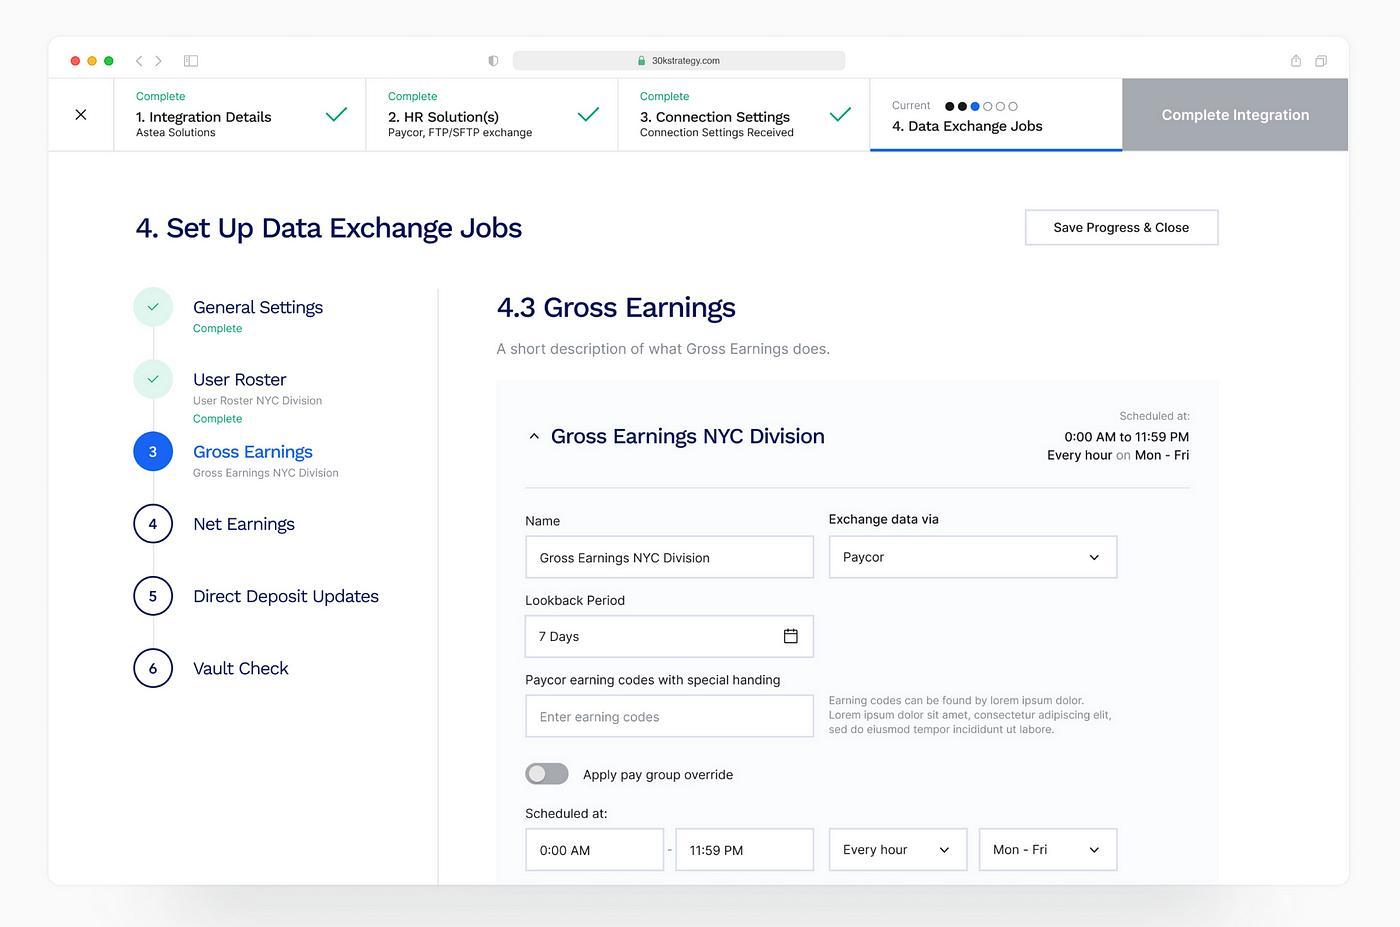 30kstrategy.com
Complete
1. Integration Details
Astea Solutions
Complete
2. HR Solution(s)
Paycor, FTP/SFTP exchange
Complete
3. Connection Settings
Connection Settings Received
Current
4. Data Exchange Jobs
Complete Integration
4. Set Up Data Exchange Jobs
Save Progress & Close
General Settings
Complete
User Roster
User Roster NYC Division
Complete
3
Gross Earnings
Gross Earnings NYC Division
4
Net Earnings
5
Direct Deposit Updates
6
Vault Check
4.3 Gross Earnings
A short description of what Gross Earnings does.
Gross Earnings NYC Division
Scheduled at:
0:00 AM to 11:59 PM
Every hour on Mon - Fri
Name
Gross Earnings NYC Division
Exchange data via
Paycor
Lookback Period
7 Days
Paycor earning codes with special handing
Enter earning codes
Earning codes can be found by lorem ipsum dolor.
Lorem ipsum dolor sit amet, consectetur adipiscing elit,
sed do eiusmod tempor incididunt ut labore.
Apply pay group override
Scheduled at:
0:00 AM - 11:59 PM
Every hour
Mon - Fri